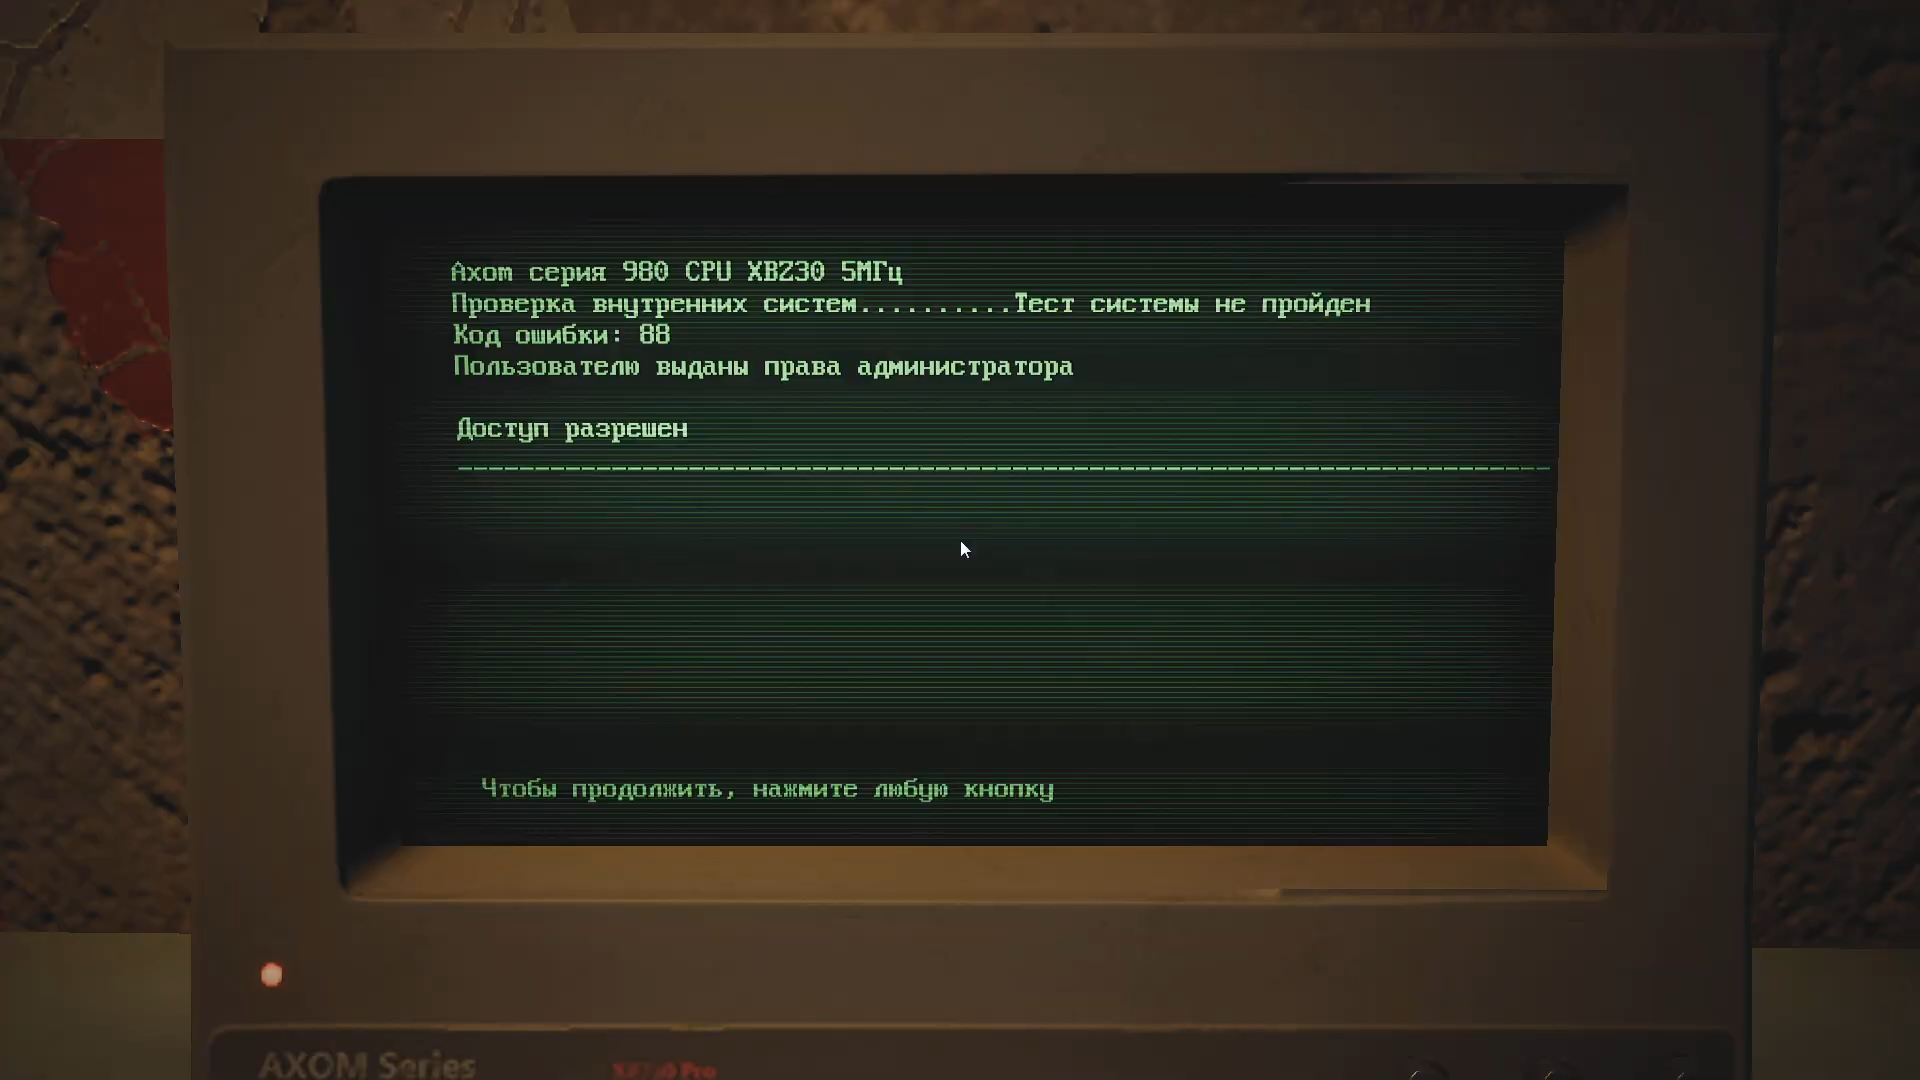 Axom серия 980 CPU XBZ30 5МГц
Проверка внутренних систем..........Тест системы не пройден
Код ошибки: 88
Пользователю выданы права администратора
Доступ разрешен
Чтобы продолжить, нажмите любую кнопку
AXOM Series
Pro